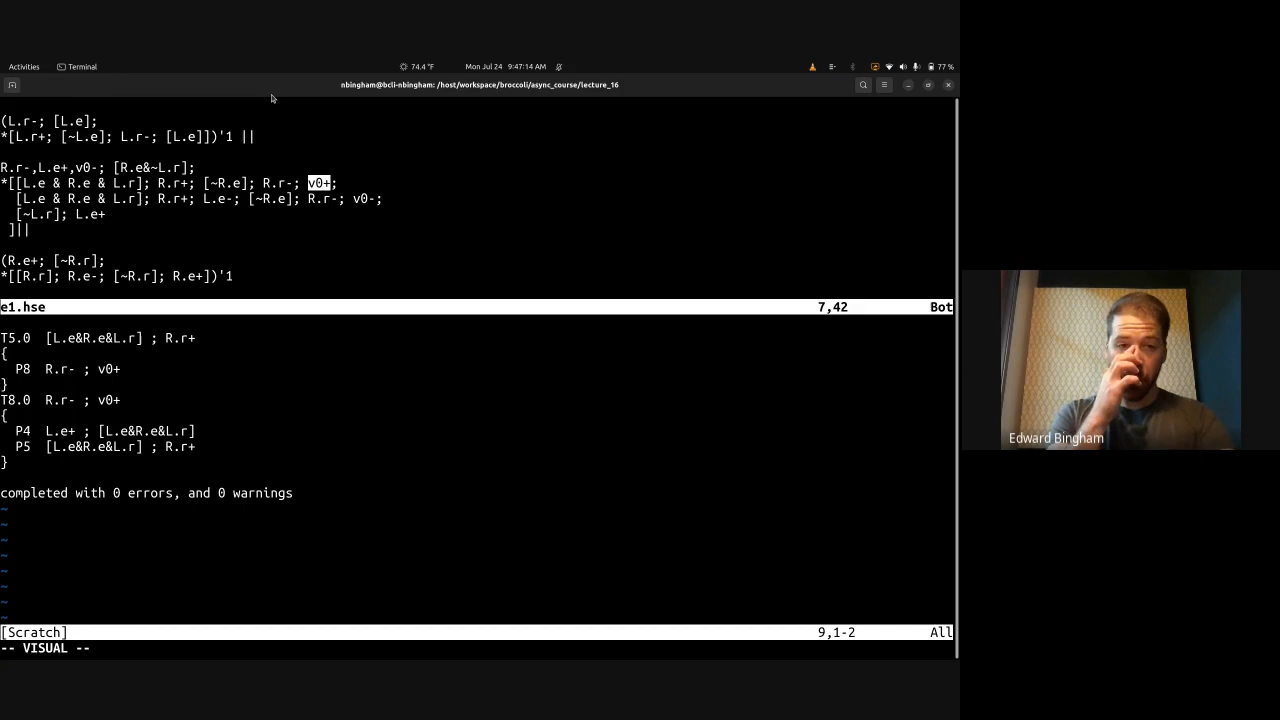 Activities Terminal 74.4 °F Mon Jul 24 9:47:14 AM 77 %
nbingham@bcli-nbingham: /host/workspace/broccoli/async_course/lecture_16
(L.r-; [L.e];
*[L.r+; [~L.e]; L.r-; [L.e]])'1 ||
R.r-,L.e+,v0-; [R.e&~L.r];
*[[L.e & R.e & L.r]; R.r+; [~R.e]; R.r-; v0+;
[L.e & R.e & L.r]; R.r+; L.e-; [~R.e]; R.r-; v0-;
[~L.r]; L.e+
]||
(R.e+; [~R.r];
*[[R.r]; R.e-; [~R.r]; R.e+])'1
e1.hse 7,42 Bot
T5.0 [L.e&R.e&L.r] ; R.r+
{
P8 R.r- ; v0+
}
T8.0 R.r- ; v0+
{
P4 L.e+ ; [L.e&R.e&L.r]
P5 [L.e&R.e&L.r] ; R.r+
}
completed with 0 errors, and 0 warnings
~
~
~
~
~
~
~
~
[Scratch] 9,1-2 All
-- VISUAL --
Edward Bingham